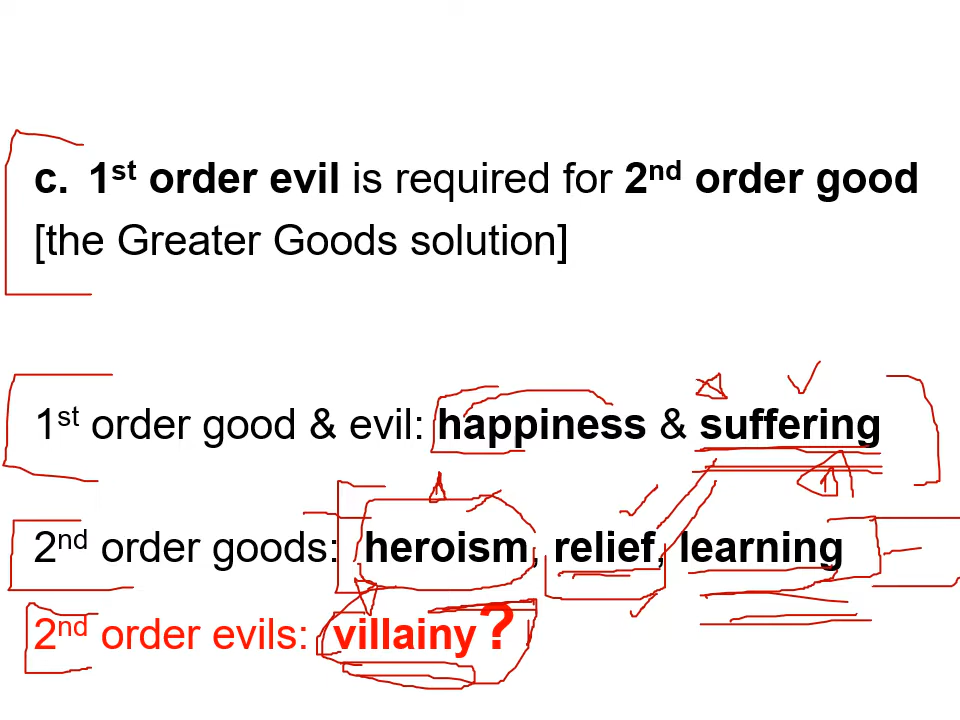 c. 1st order evil is required for 2nd order good
[the Greater Goods solution]
1st order good & evil: happiness & suffering
2nd order goods: heroism, relief, learning
2nd order evils: villainy?